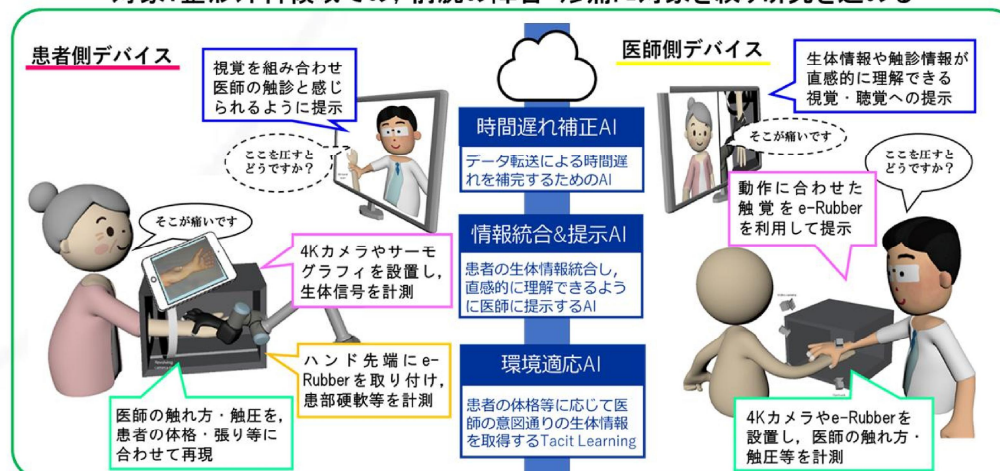 患者側デバイス
視覚を組み合わせ
医師の触診と感じ
られるように提示
ここを圧すと
どうですか？
そこが痛いです
4Kカメラやサーモ
グラフィを設置し，
生体信号を計測
ハンド先端にe-
Rubberを取り付け，
患部硬軟等を計測
医師の触れ方・触圧を，
患者の体格・張り等に
合わせて再現
時間遅れ補正AI
データ転送による時間遅
れを補完するためのAI
情報統合&提示AI
患者の生体情報統合し，
直感的に理解できるよう
に医師に提示するAI
環境適応AI
患者の体格等に応じて医
師の意図通りの生体情報
を取得するTacit Learning
医師側デバイス
生体情報や触診情報が
直感的に理解できる
視覚・聴覚への提示
そこが痛いです
ここを圧すと
どうですか？
動作に合わせた
触覚をe-Rubber
を利用して提示
4Kカメラやe-Rubberを
設置し，医師の触れ方・
触圧等を計測